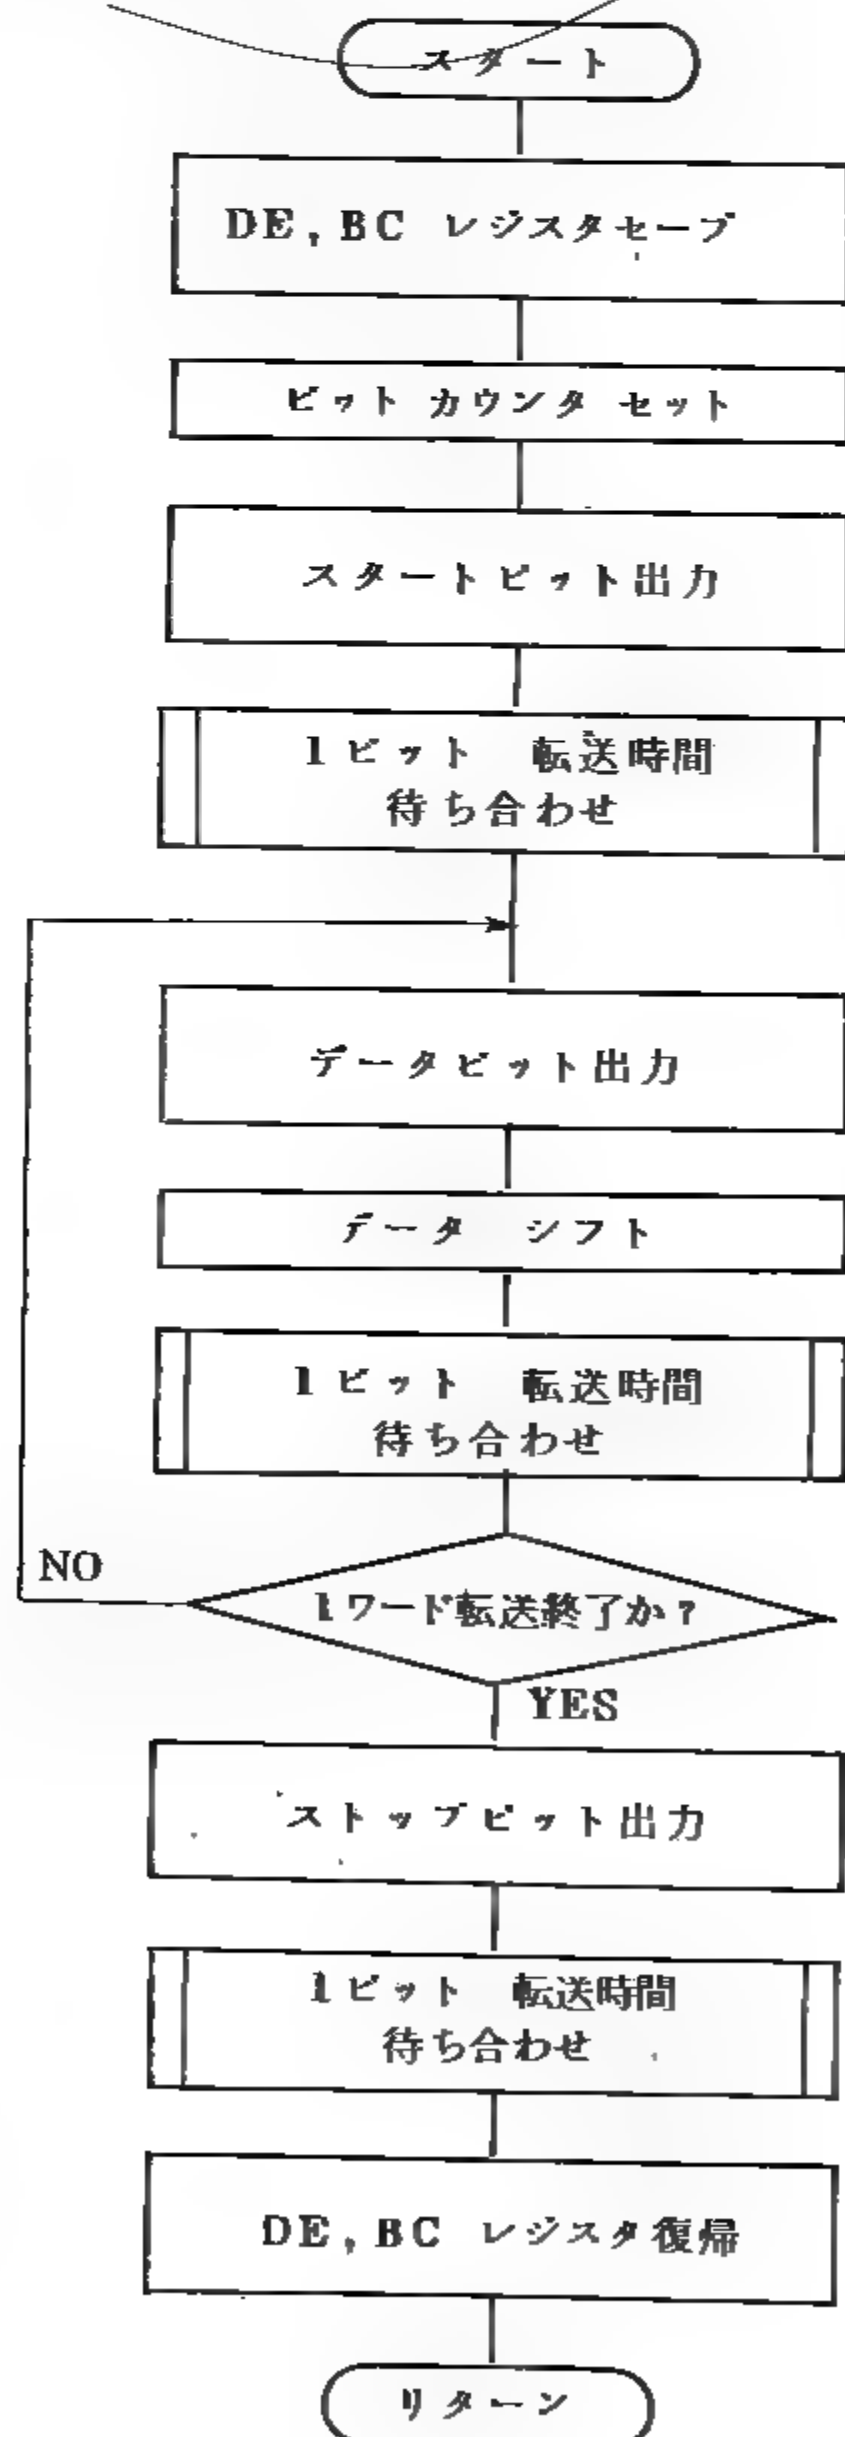 スタート
DE,BC レジスタセーブ
ビット カウンタ セット
スタートビット出力
1ビット 転送時間
待ち合わせ
データビット出力
データ シフト
1ビット 転送時間
待ち合わせ
NO
1ワード転送終了か?
YES
ストップビット出力
1ビット 転送時間
待ち合わせ
DE,BC レジスタ復帰
リターン